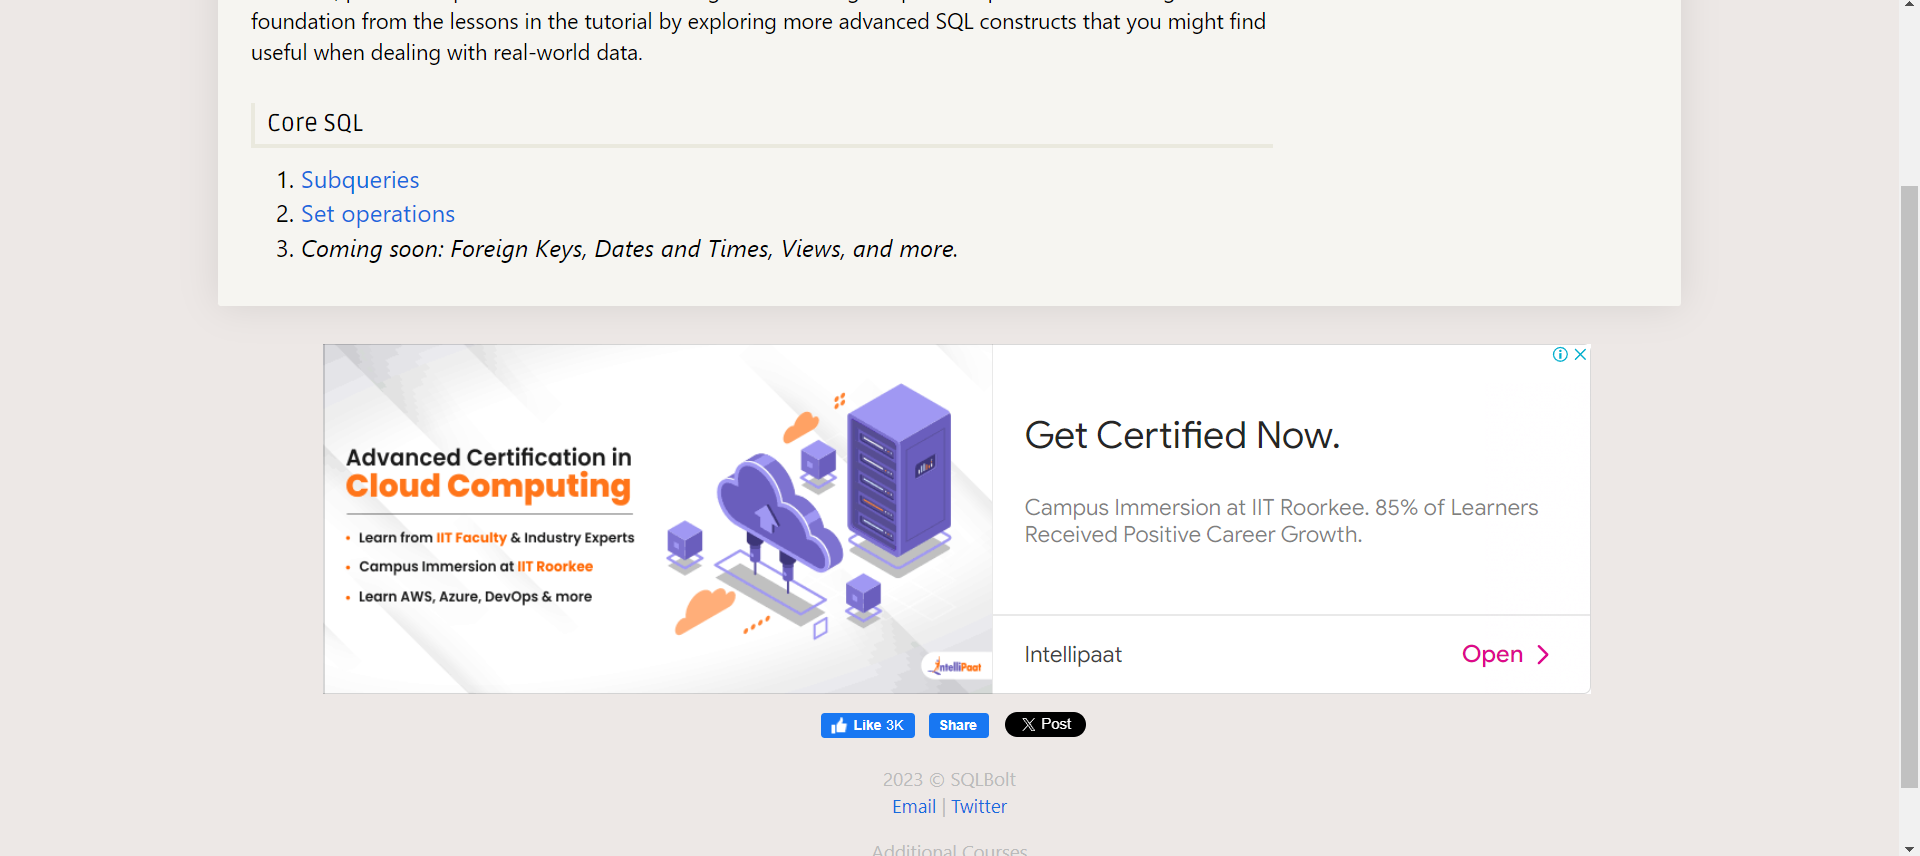 foundation from the lessons in the tutorial by exploring more advanced SQL constructs that you might find
useful when dealing with real-world data.
Core SQL
1. Subqueries
2. Set operations
3. Coming soon: Foreign Keys, Dates and Times, Views, and more.
Advanced Certification in
Cloud Computing
• Learn from IIT Faculty & Industry Experts
• Campus Immersion at IIT Roorkee
• Learn AWS, Azure, DevOps & more
IntelliPaat
Get Certified Now.
Campus Immersion at IIT Roorkee. 85% of Learners
Received Positive Career Growth.
Intellipaat
Open
Like 3K
Share
Post
2023 © SQLBolt
Email | Twitter
Additional Courses